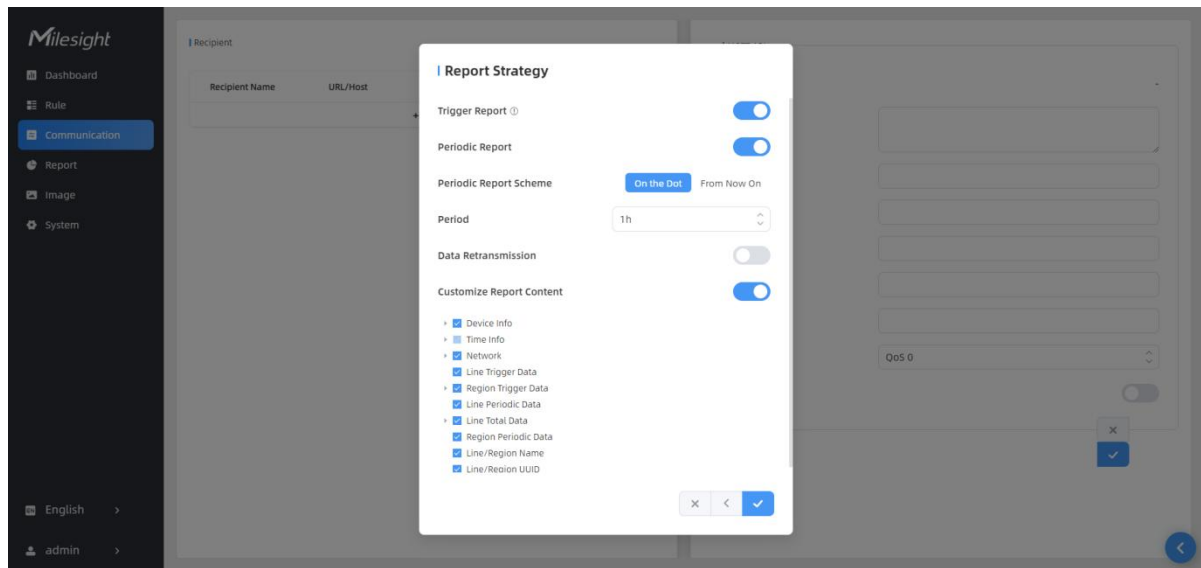 Milesight
Dashboard
Rule
Communication
Report
Image
System
English
admin
Recipient
Recipient Name URL/Host
Report Strategy
Trigger Report
Periodic Report
Periodic Report Scheme On the Dot From Now On
Period 1h
Data Retransmission
Customize Report Content
Device Info
Time Info
Network
Line Trigger Data
Region Trigger Data
Line Periodic Data
Line Total Data
Region Periodic Data
Line/Region Name
Line/Region UUID
QoS 0